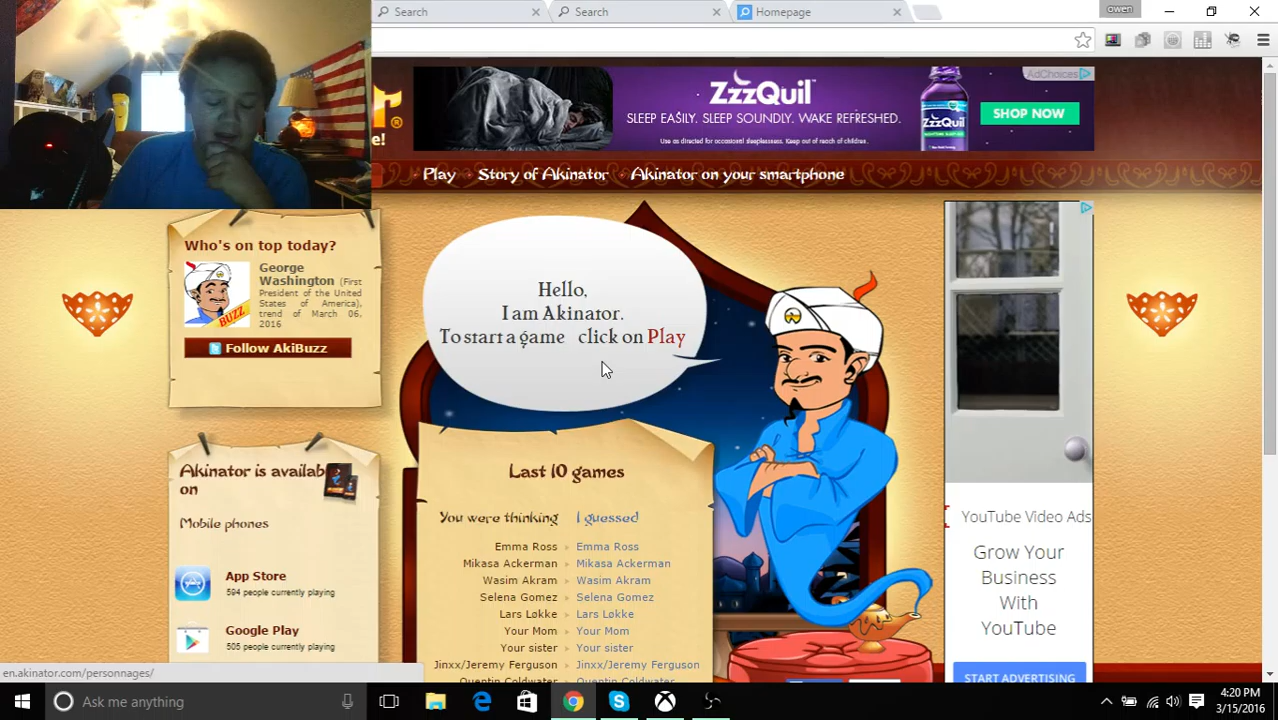 Search
Search
Homepage
owen
ZzzQuil™
SLEEP EASILY. SLEEP SOUNDLY. WAKE REFRESHED.
Use as directed for occasional sleeplessness. Keep out of reach of children.
AdChoices
SHOP NOW
r®
e!
Play
Story of Akinator
Akinator on your smartphone
Who's on top today?
George
Washington (First
President of the United
States of America),
trend of March 06,
2016
BUZZ
Follow AkiBuzz
Hello,
I am Akinator.
To start a game click on Play
Akinator is availab
on
Mobile phones
App Store
594 people currently playing
Google Play
505 people currently playing
Last 10 games
You were thinking I guessed
Emma Ross Emma Ross
Mikasa Ackerman Mikasa Ackerman
Wasim Akram Wasim Akram
Selena Gomez Selena Gomez
Lars Løkke Lars Løkke
Your Mom Your Mom
Your sister Your sister
Jinxx/Jeremy Ferguson Jinxx/Jeremy Ferguson
Quentin Coldwater Quentin Coldwater
YouTube Video Ads
Grow Your
Business
With
YouTube
START ADVERTISING
en.akinator.com/personnages/
Ask me anything
4:20 PM
3/15/2016